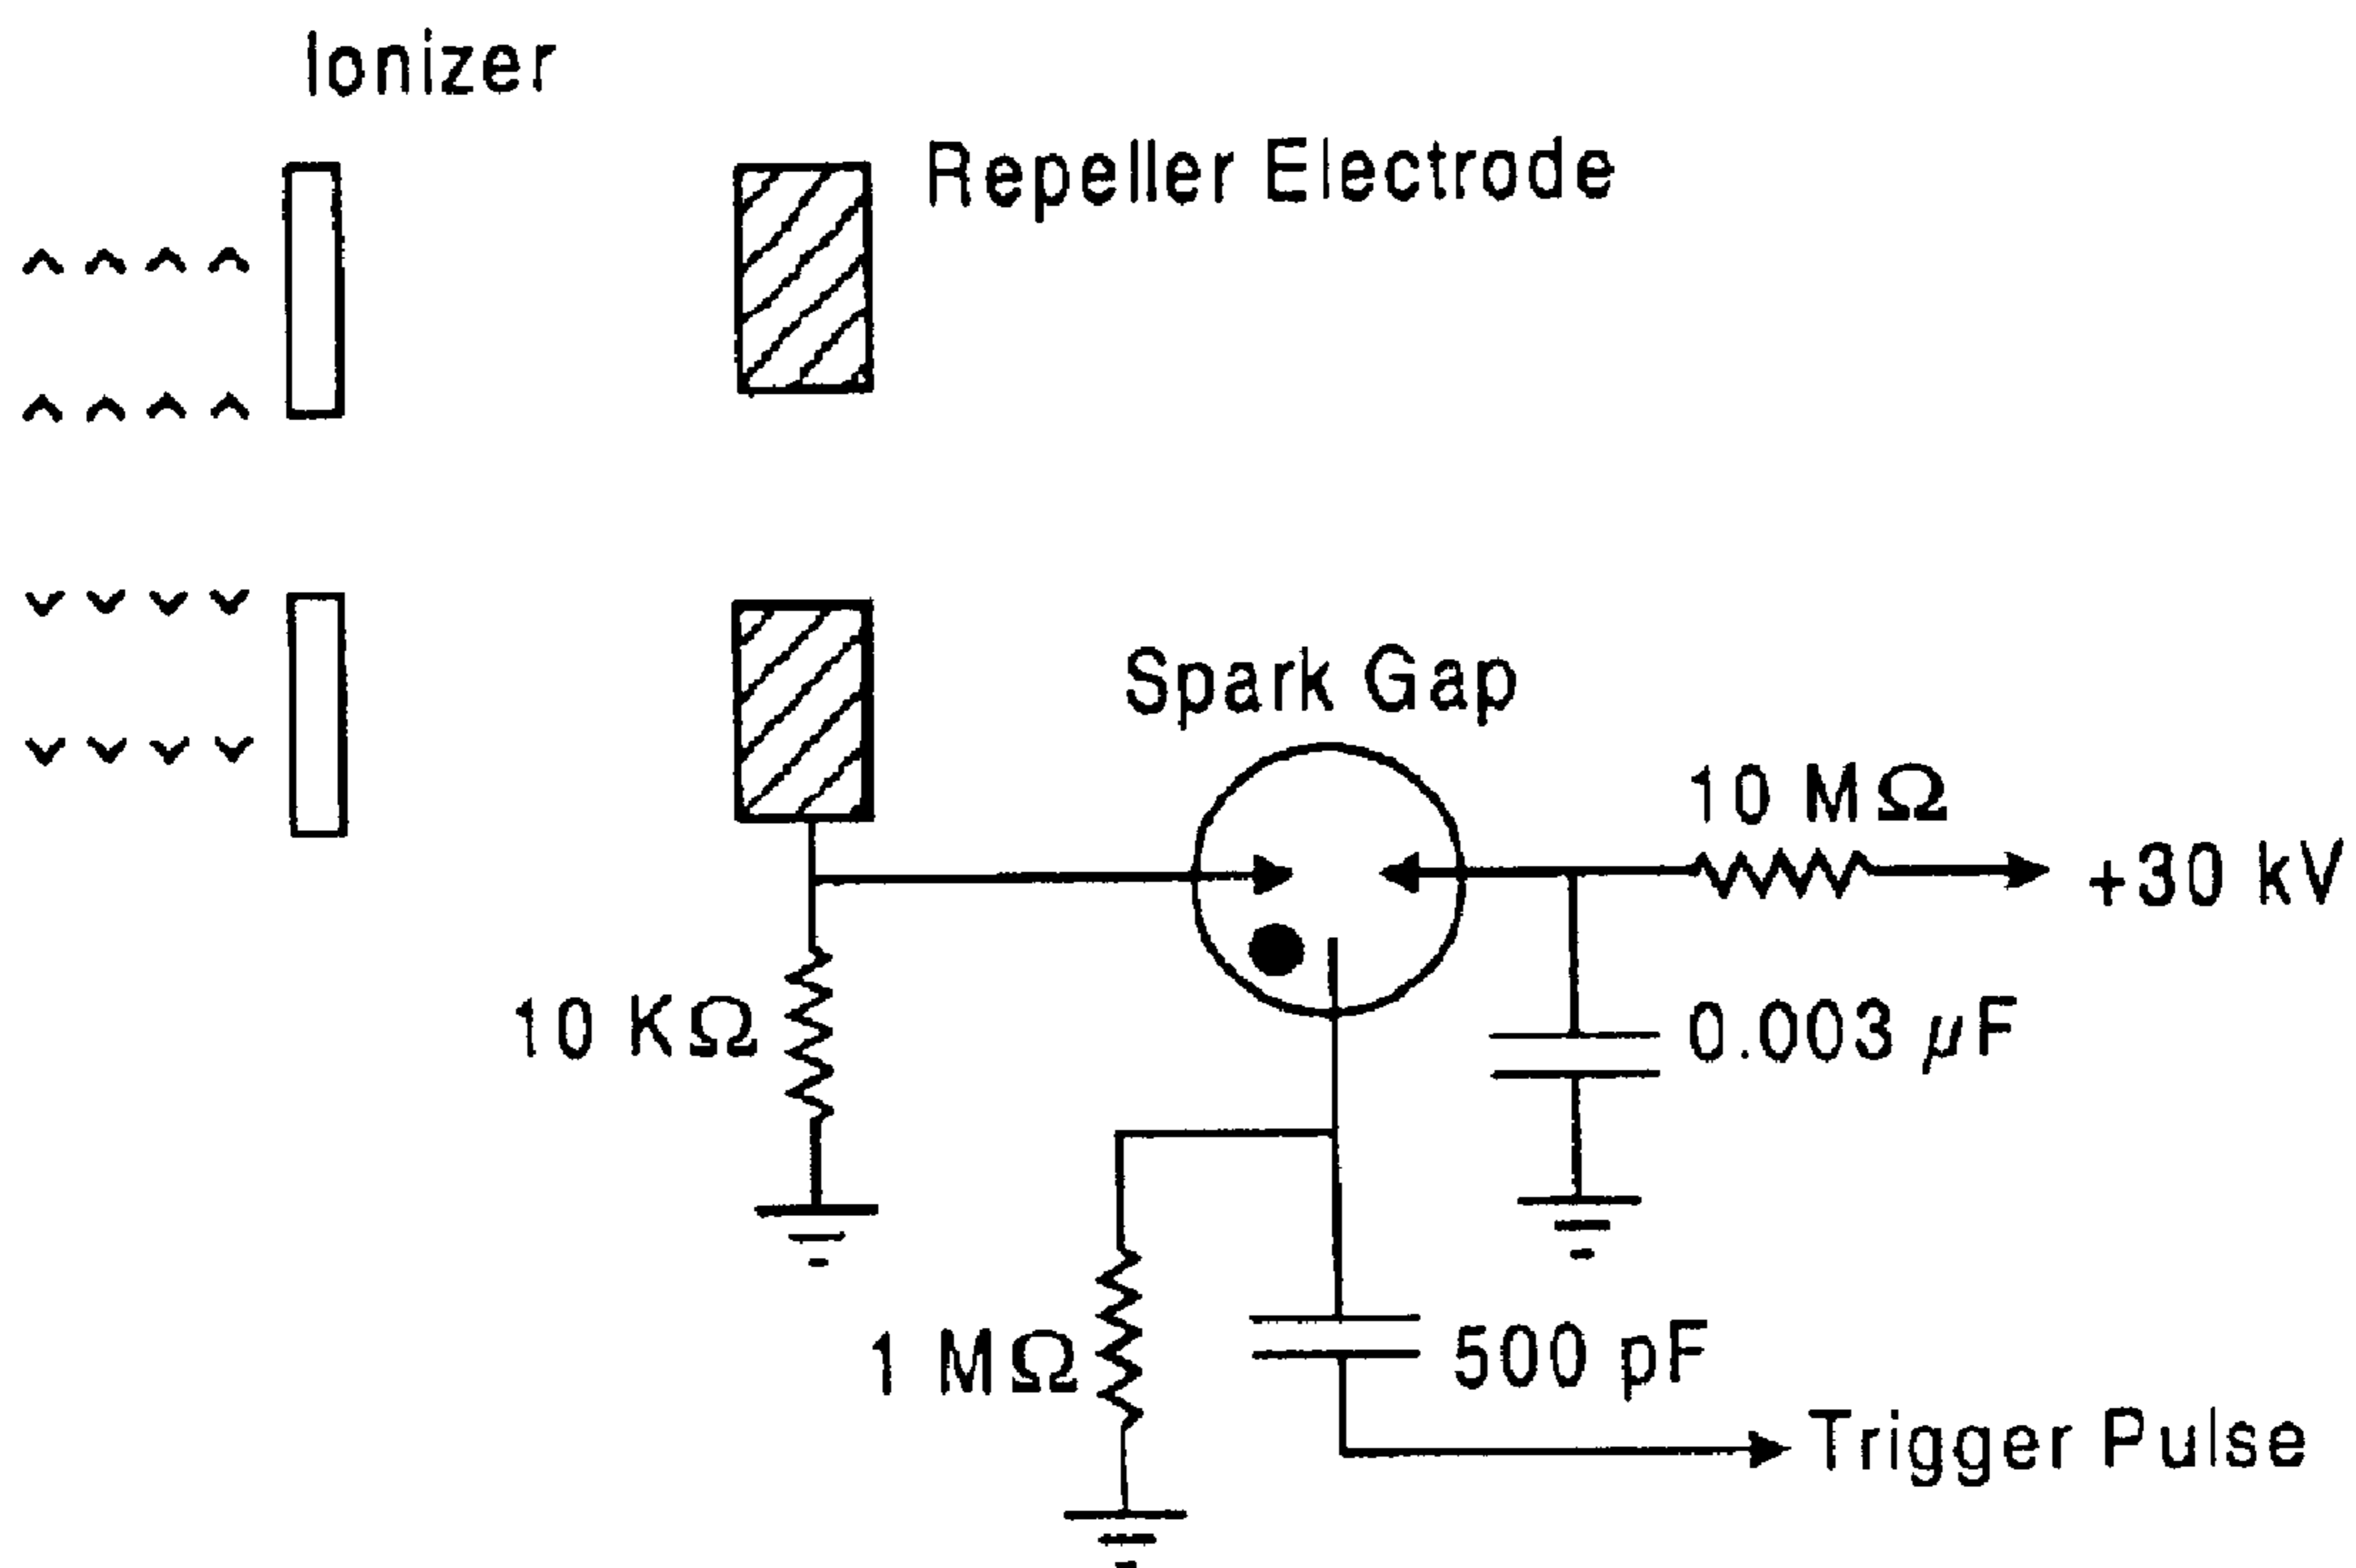 Ionizer
Repeller Electrode
Spark Gap
10 MΩ
+30 kV
10 KΩ
0.003 μF
1 MΩ
500 pF
Trigger Pulse